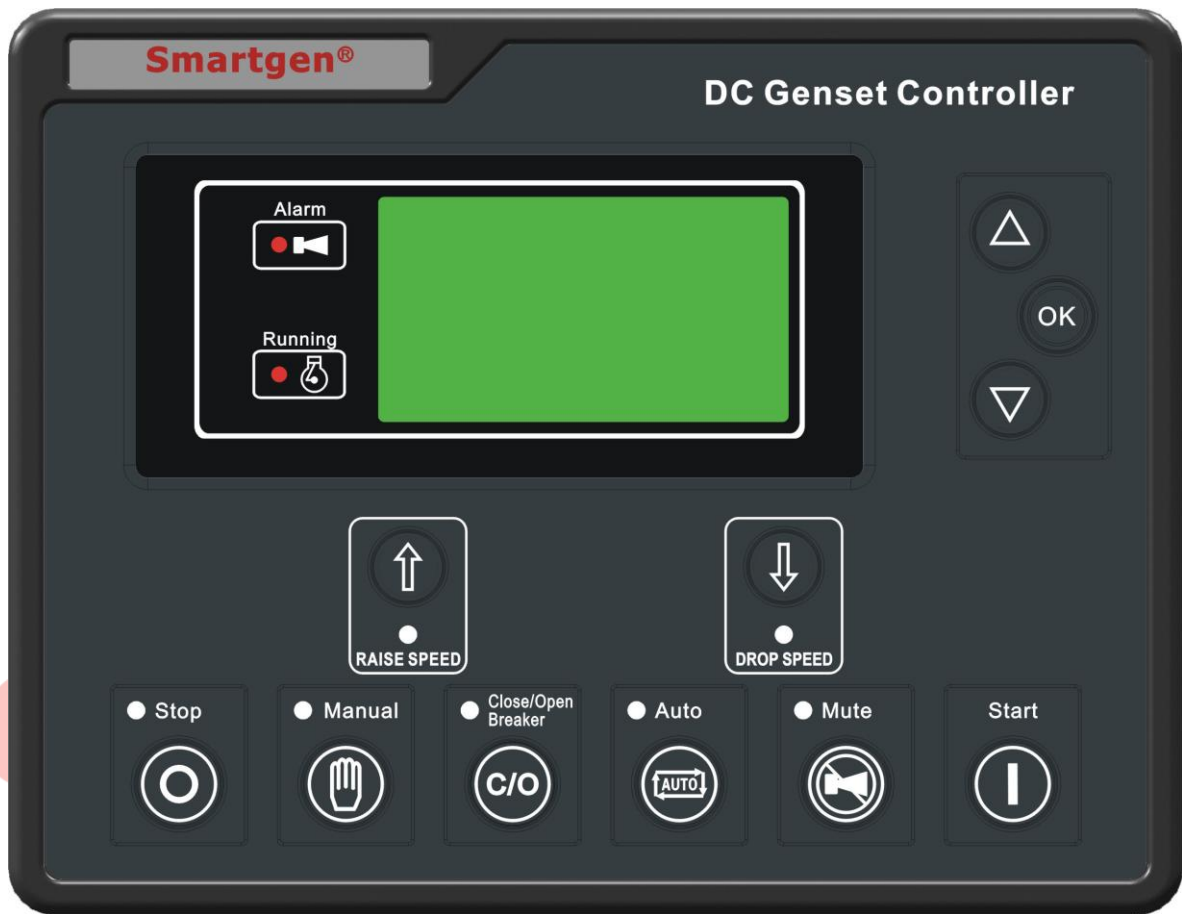 Smartgen®
DC Genset Controller
Alarm
Running
OK
RAISE SPEED
DROP SPEED
Stop
Manual
Close/Open
Breaker
Auto
Mute
Start
C/O
AUTO